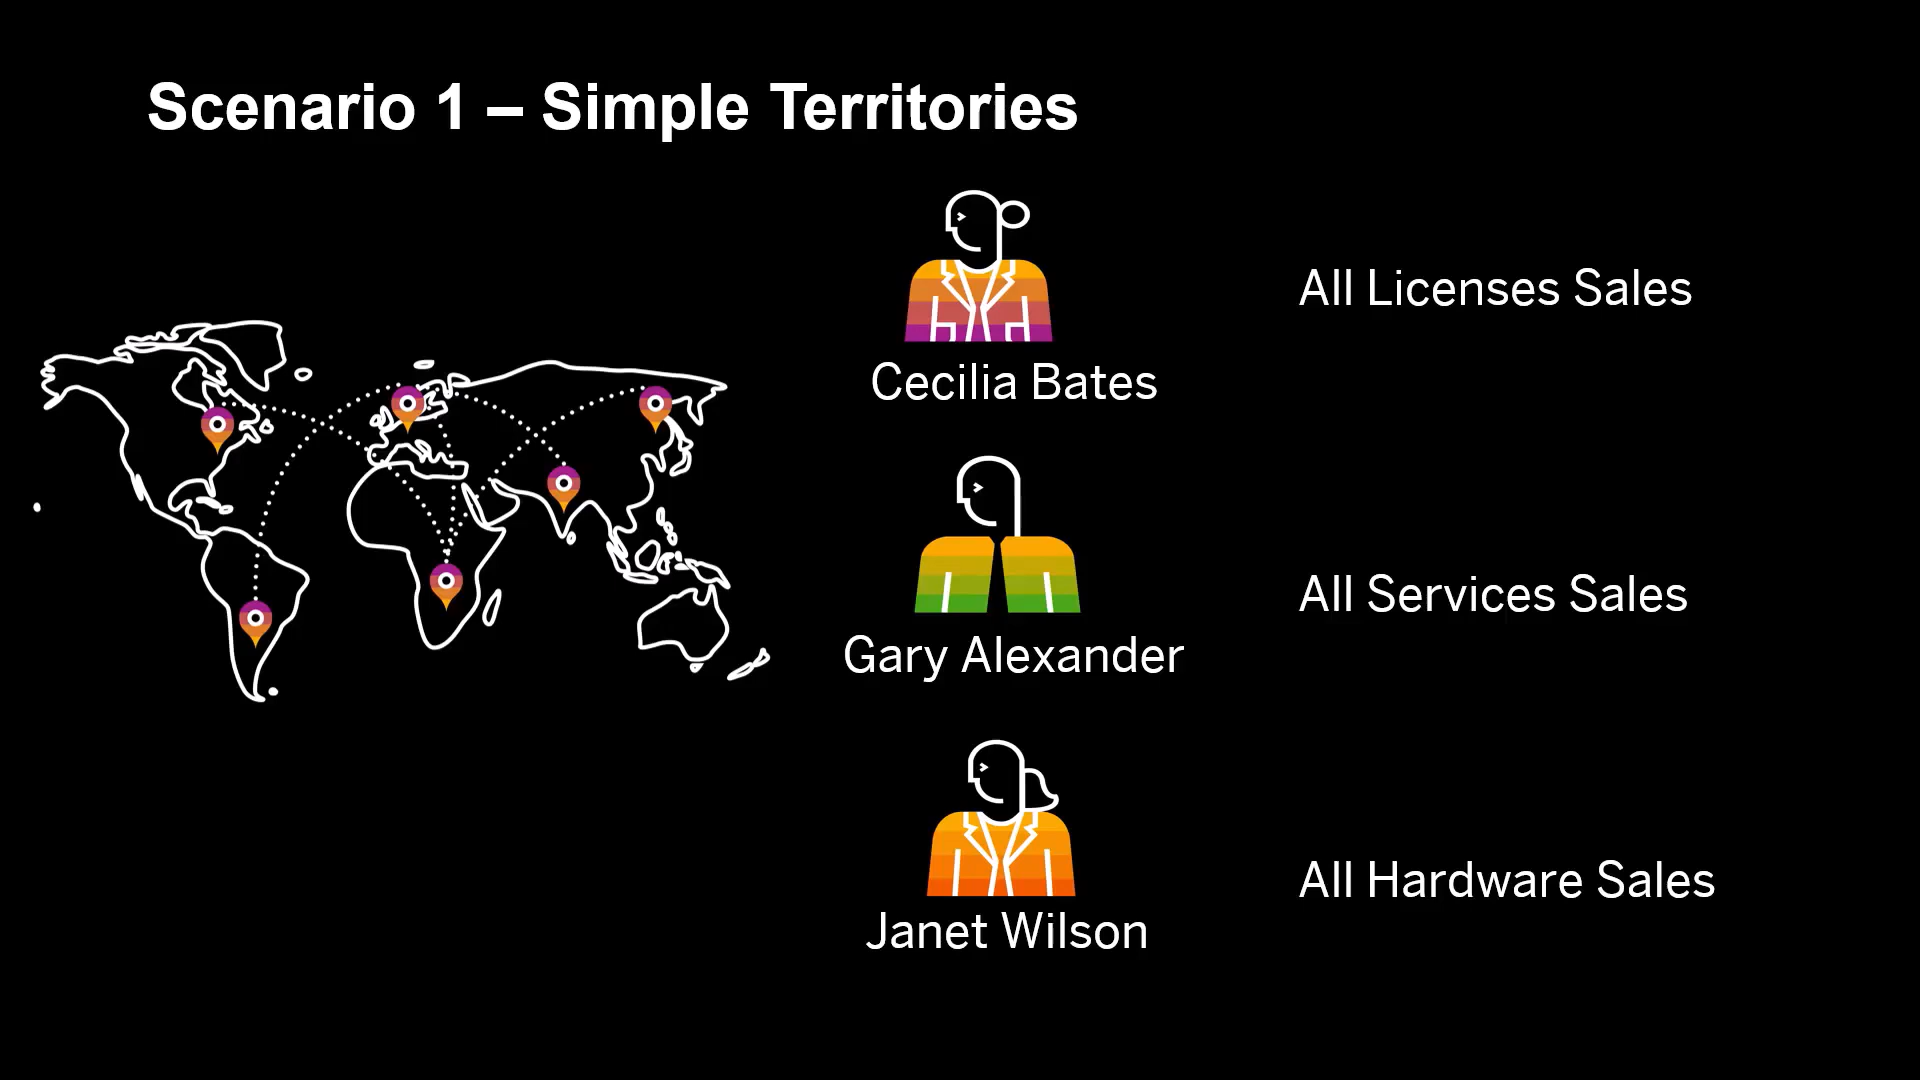 Scenario 1 – Simple Territories
All Licenses Sales
Cecilia Bates
All Services Sales
Gary Alexander
All Hardware Sales
Janet Wilson